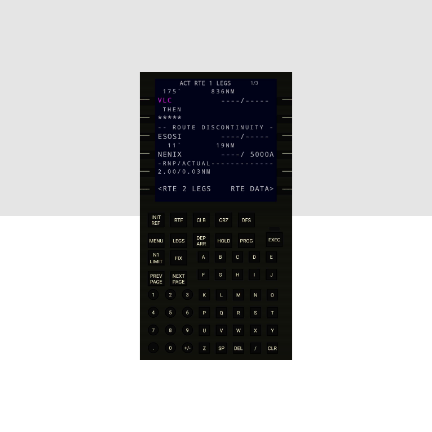 ACT RTE 1 LEGS 1/3
175° 836NM
VLC ----/-----
THEN
*****
-- ROUTE DISCONTINUITY -
ESOSI ----/-----
11° 19NM
NENIX ----/ 5000A
-RNP/ACTUAL-------------
2.00/0.03NM
<RTE 2 LEGS RTE DATA>
INIT REF RTE CLB CRZ DES
MENU LEGS DEP ARR HOLD PROG EXEC
N1 LIMIT FIX A B C D E
PREV PAGE NEXT PAGE F G H I J
1 2 3 K L M N O
4 5 6 P Q R S T
7 8 9 U V W X Y
. 0 +/- Z SP DEL / CLR